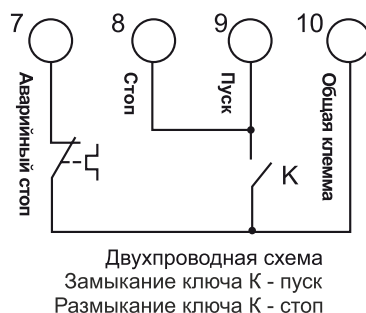 7 8 9 10
Аварийный стоп
Стоп
Пуск
Общая клемма
К
Двухпроводная схема
Замыкание ключа К - пуск
Размыкание ключа К - стоп